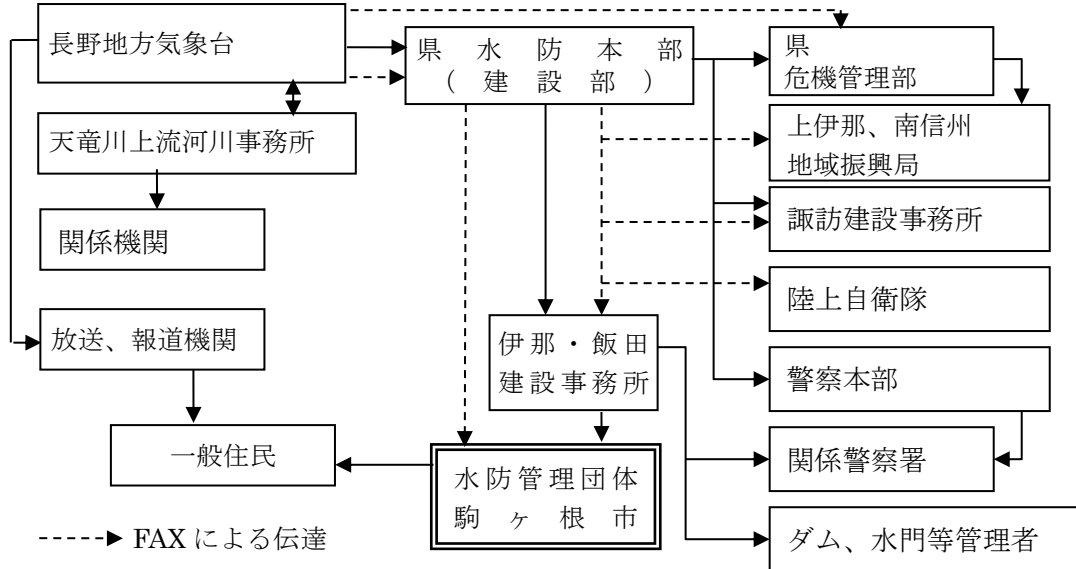 長野地方気象台
県水防本部
（建設部）
県
危機管理部
天竜川上流河川事務所
上伊那、南信州
地域振興局
関係機関
諏訪建設事務所
陸上自衛隊
放送、報道機関
伊那・飯田
建設事務所
警察本部
一般住民
水防管理団体
駒ヶ根市
関係警察署
FAX による伝達
ダム、水門等管理者